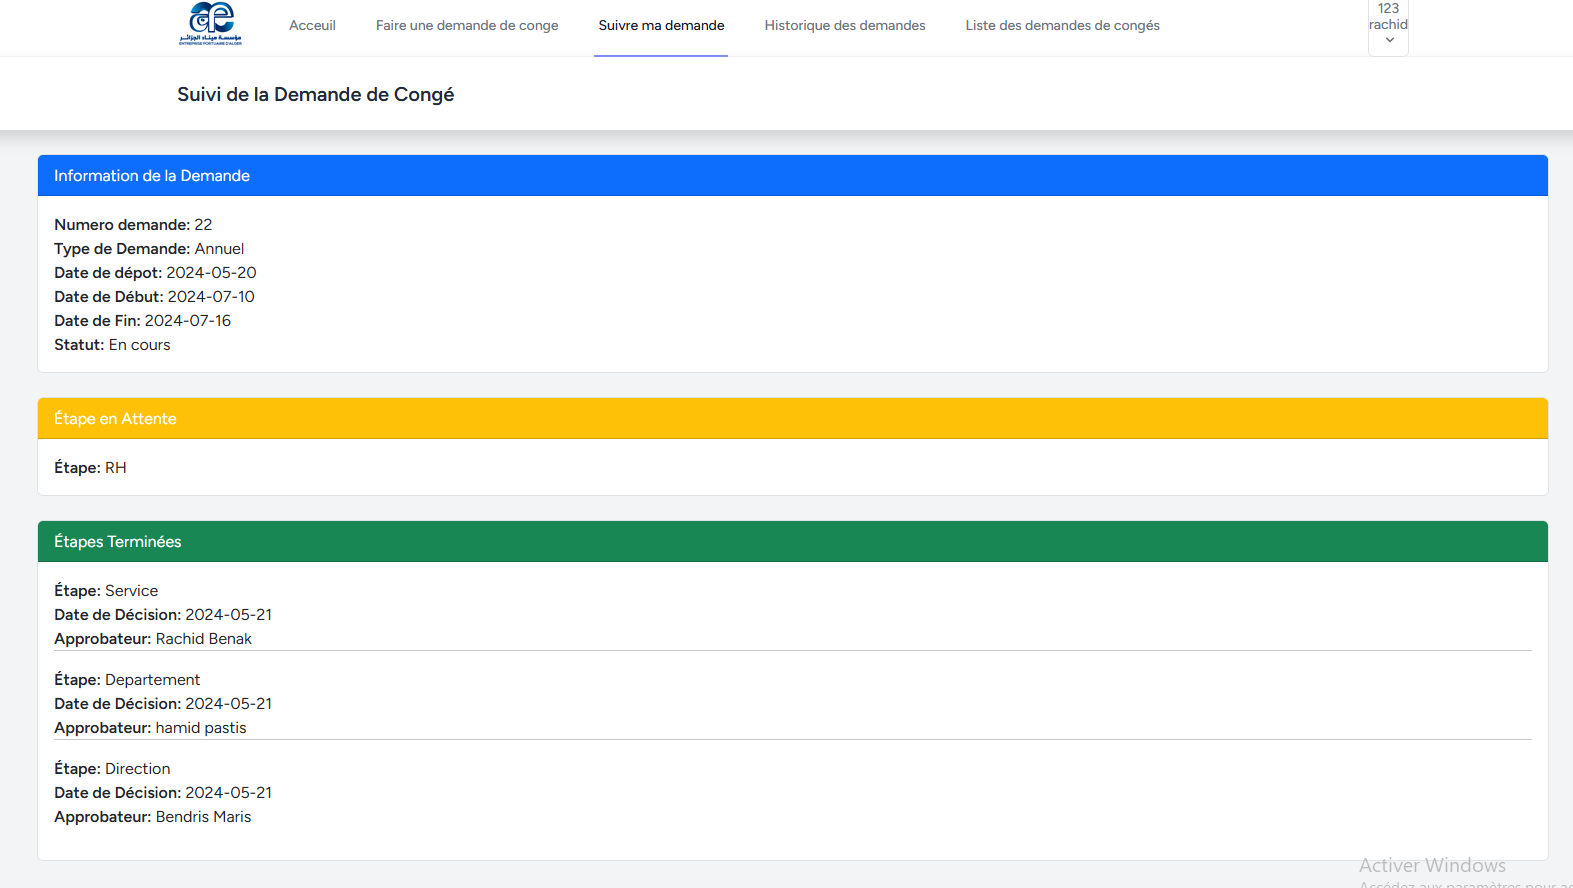 مؤسسة ميناء الجزائر
ENTREPRISE PORTUAIRE D'ALGER
Acceuil
Faire une demande de conge
Suivre ma demande
Historique des demandes
Liste des demandes de congés
123
rachid
Suivi de la Demande de Congé
Information de la Demande
Numero demande: 22
Type de Demande: Annuel
Date de dépot: 2024-05-20
Date de Début: 2024-07-10
Date de Fin: 2024-07-16
Statut: En cours
Étape en Attente
Étape: RH
Étapes Terminées
Étape: Service
Date de Décision: 2024-05-21
Approbateur: Rachid Benak
Étape: Departement
Date de Décision: 2024-05-21
Approbateur: hamid pastis
Étape: Direction
Date de Décision: 2024-05-21
Approbateur: Bendris Maris
Activer Windows
Accédez aux paramètres pour